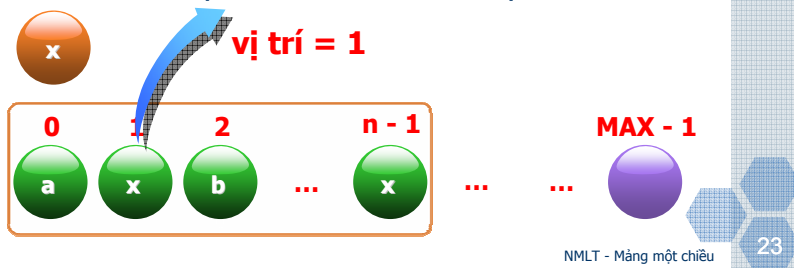 x
vị trí = 1
0 1 2 n - 1 MAX - 1
a x b ... x ... ...
NMLT - Mảng một chiều
23